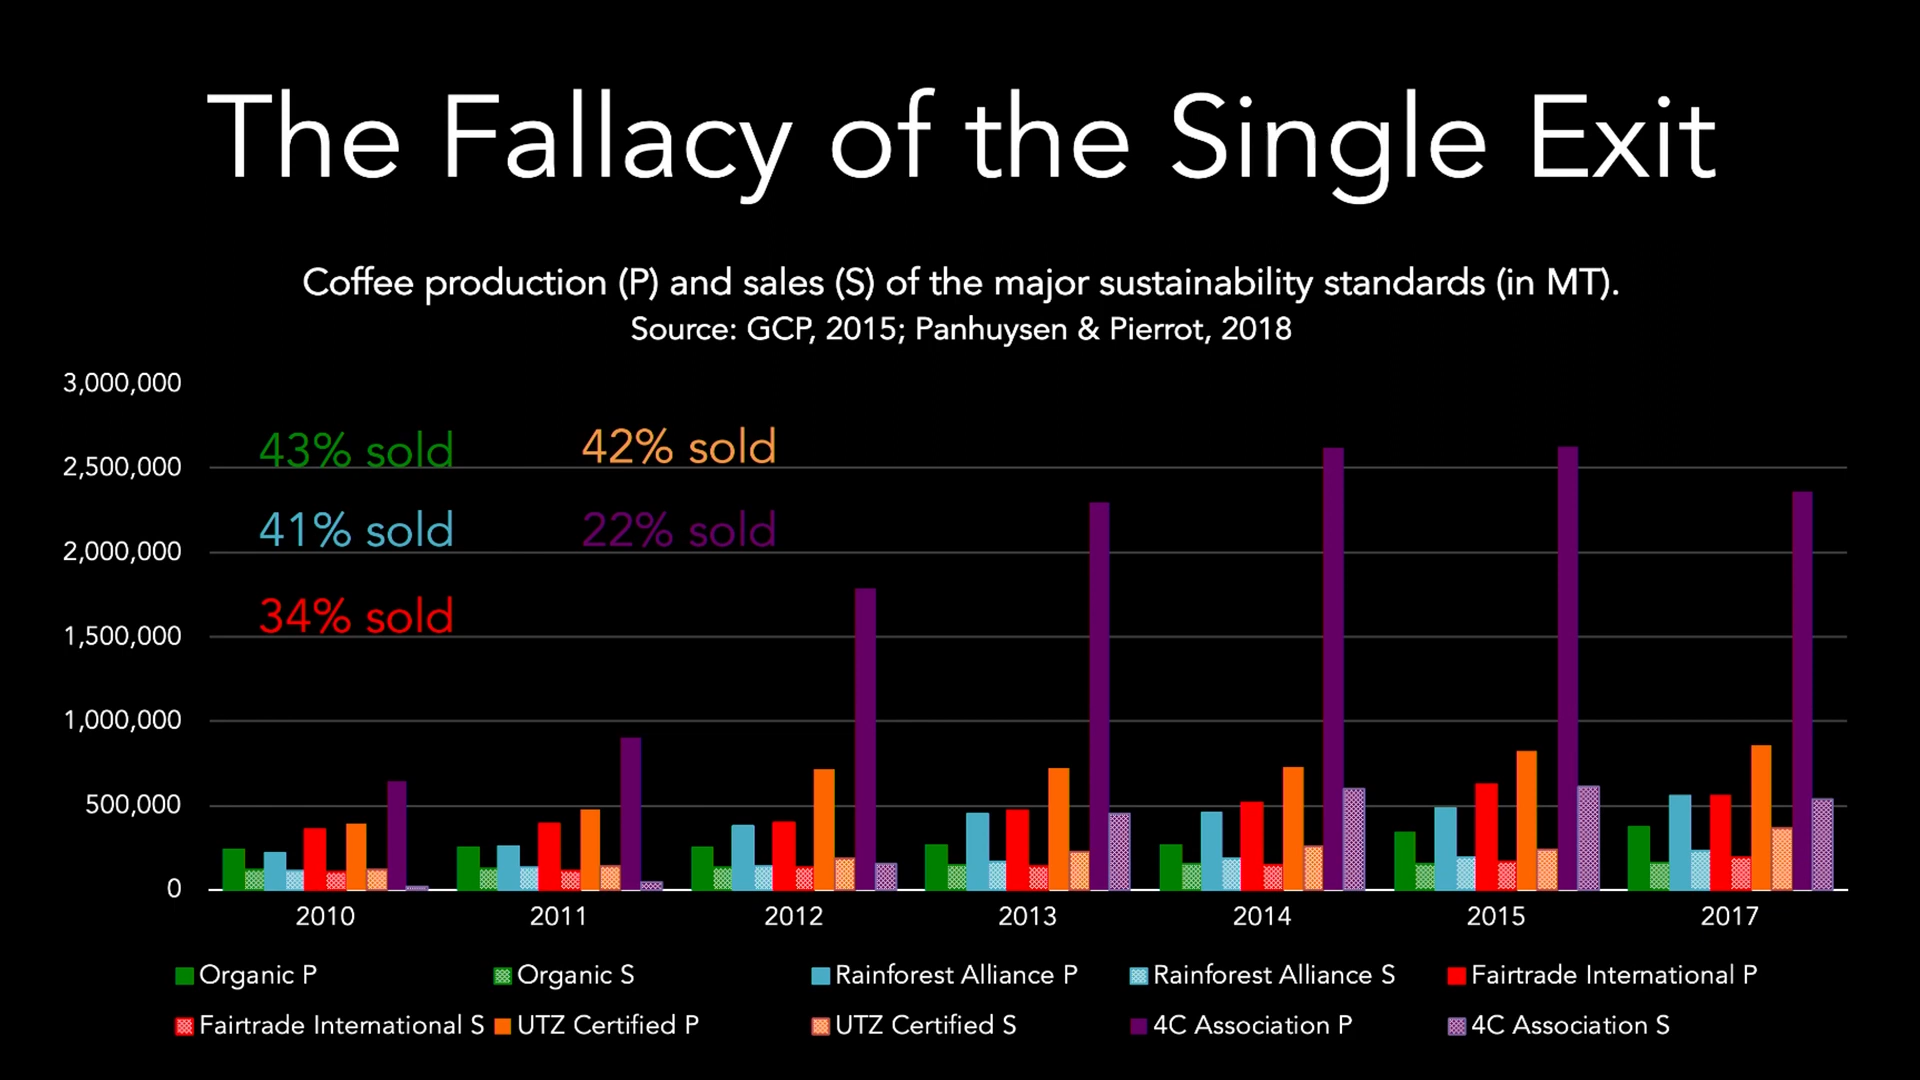 The Fallacy of the Single Exit
Coffee production (P) and sales (S) of the major sustainability standards (in MT).
Source: GCP, 2015; Panhuysen & Pierrot, 2018
3,000,000
43% sold
42% sold
2,500,000
41% sold
22% sold
2,000,000
34% sold
1,500,000
1,000,000
500,000
0
2010 2011 2012 2013 2014 2015 2017
Organic P Organic S Rainforest Alliance P Rainforest Alliance S Fairtrade International P
Fairtrade International S UTZ Certified P UTZ Certified S 4C Association P 4C Association S